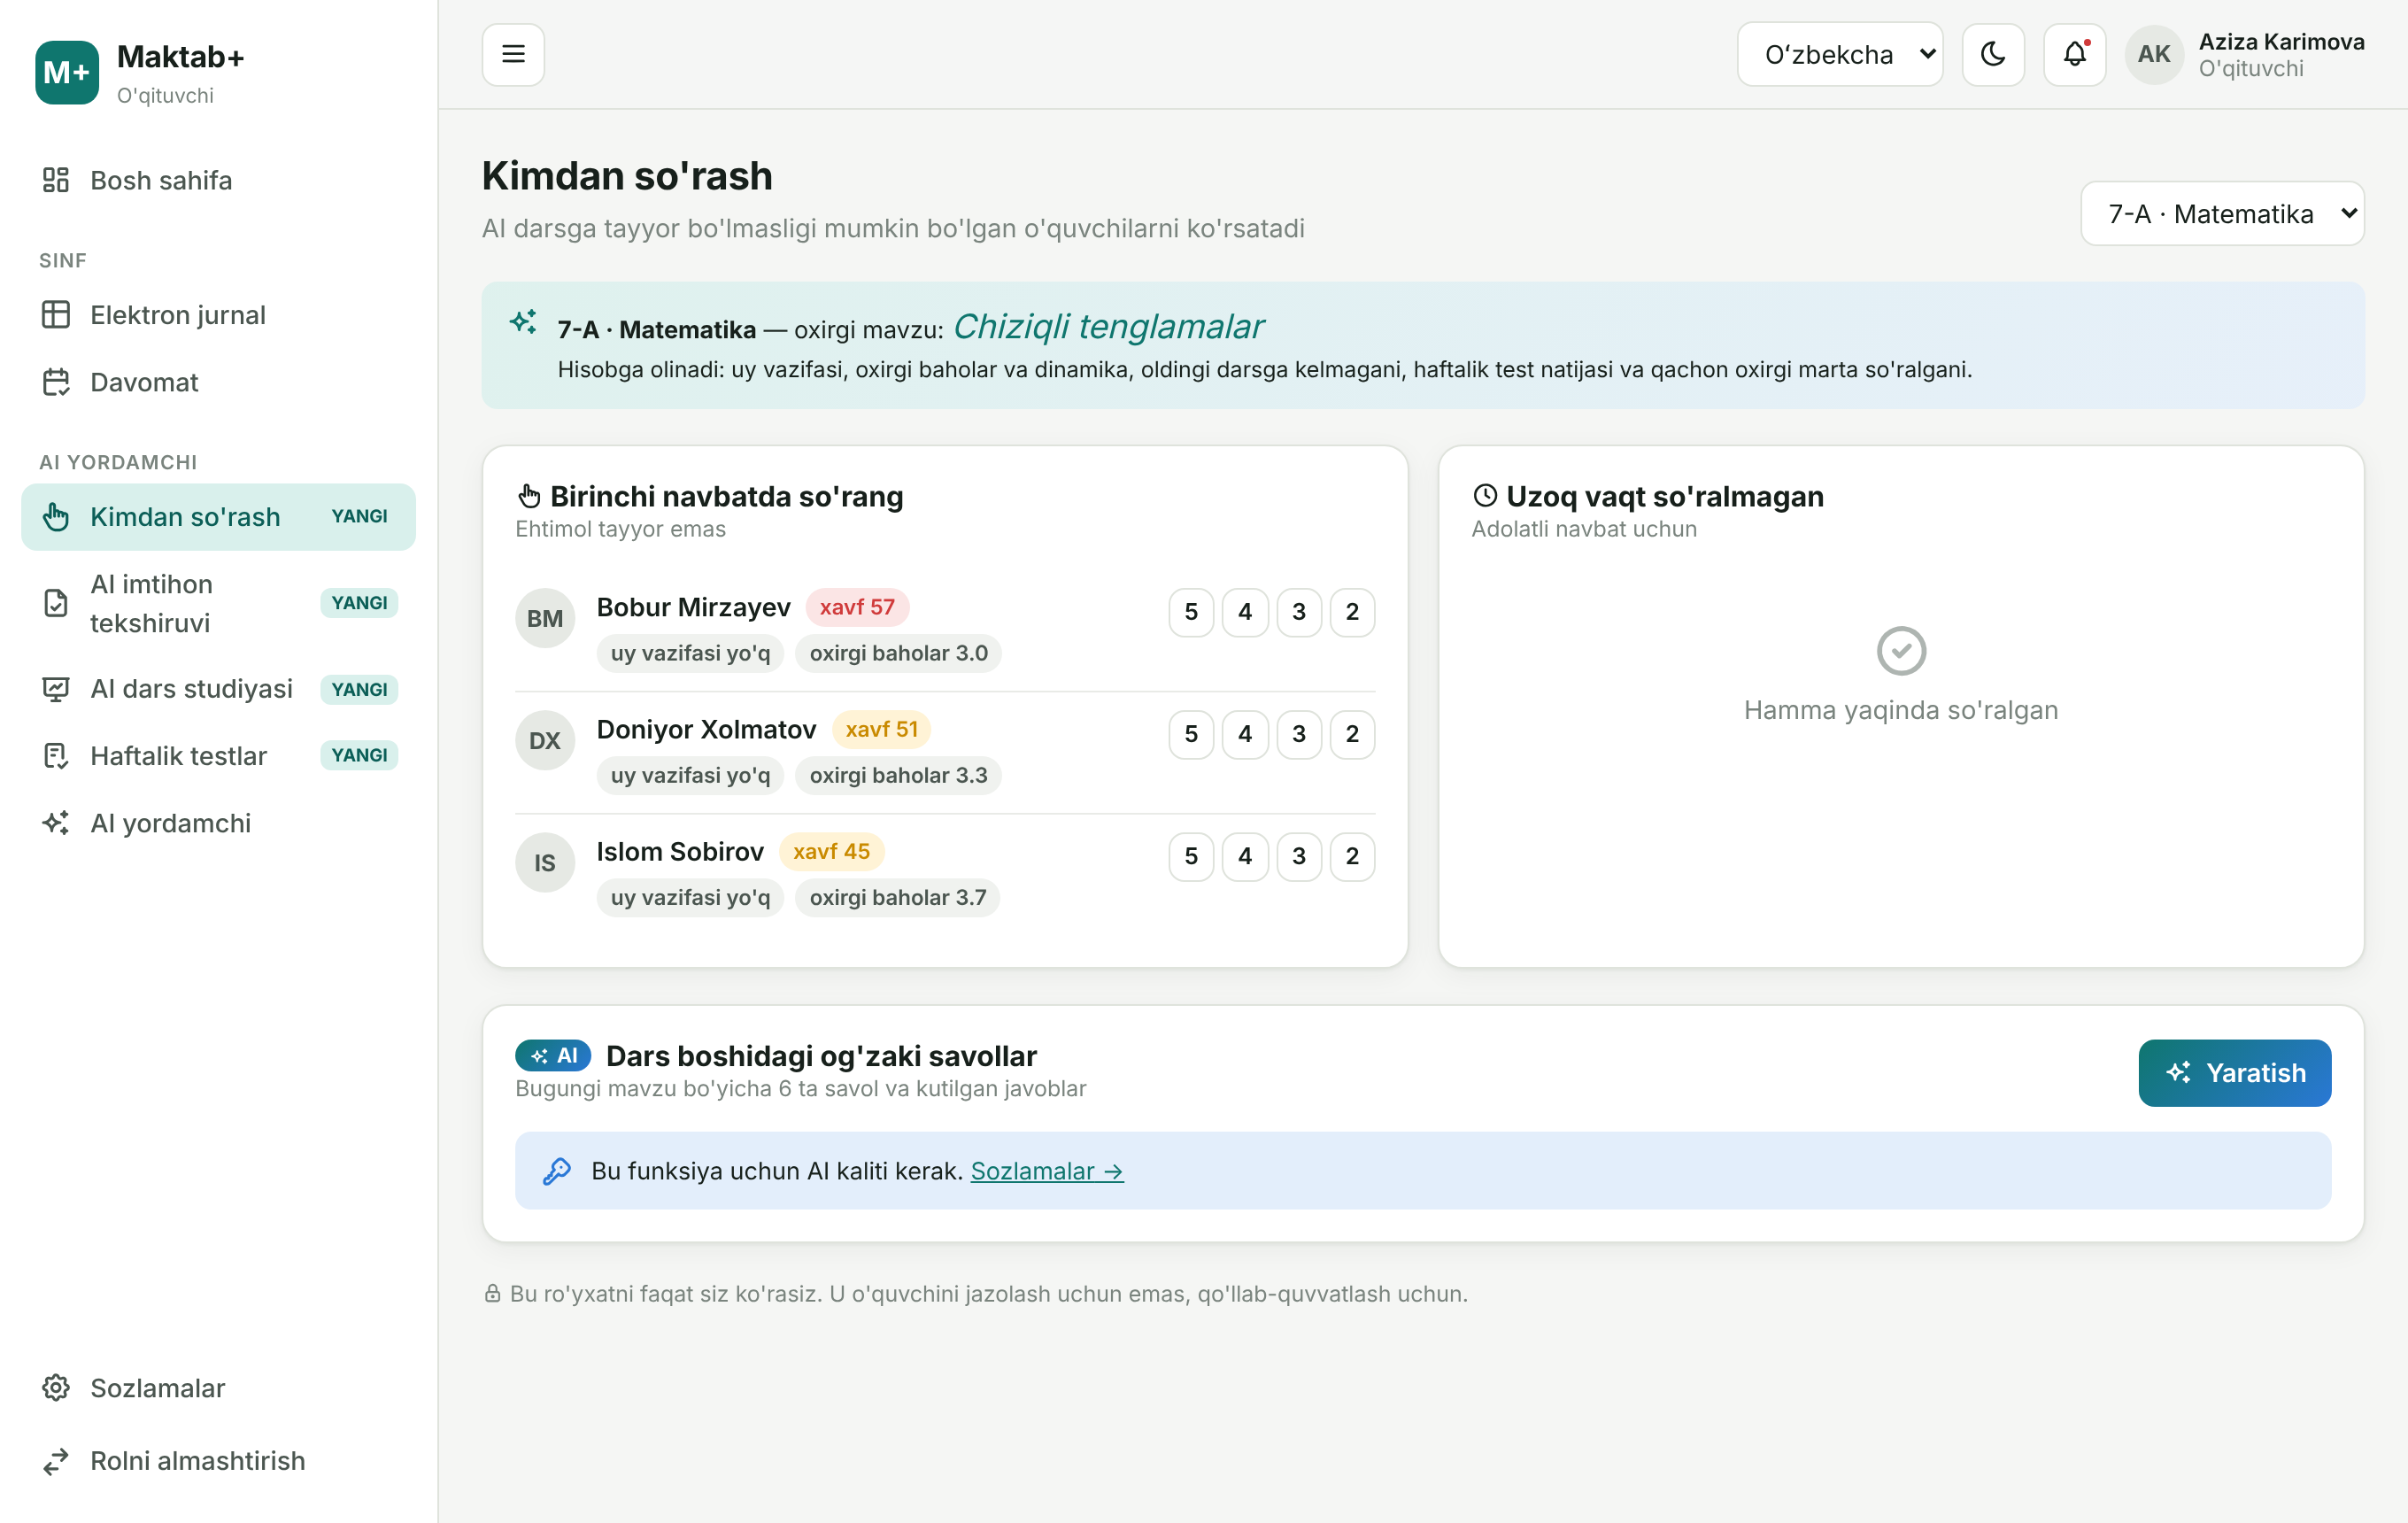 M+
Maktab+
O'qituvchi
Bosh sahifa
SINF
Elektron jurnal
Davomat
AI YORDAMCHI
Kimdan so'rash YANGI
AI imtihon
tekshiruvi
YANGI
AI dars studiyasi YANGI
Haftalik testlar YANGI
AI yordamchi
Sozlamalar
Rolni almashtirish
Oʻzbekcha
AK
Aziza Karimova
O'qituvchi
Kimdan so'rash
AI darsga tayyor bo'lmasligi mumkin bo'lgan o'quvchilarni ko'rsatadi
7-A · Matematika
7-A · Matematika — oxirgi mavzu: Chiziqli tenglamalar
Hisobga olinadi: uy vazifasi, oxirgi baholar va dinamika, oldingi darsga kelmagani, haftalik test natijasi va qachon oxirgi marta so'ralgani.
Birinchi navbatda so'rang
Ehtimol tayyor emas
BM
Bobur Mirzayev xavf 57
uy vazifasi yo'q oxirgi baholar 3.0
5 4 3 2
DX
Doniyor Xolmatov xavf 51
uy vazifasi yo'q oxirgi baholar 3.3
5 4 3 2
IS
Islom Sobirov xavf 45
uy vazifasi yo'q oxirgi baholar 3.7
5 4 3 2
Uzoq vaqt so'ralmagan
Adolatli navbat uchun
Hamma yaqinda so'ralgan
AI Dars boshidagi og'zaki savollar
Bugungi mavzu bo'yicha 6 ta savol va kutilgan javoblar
Yaratish
Bu funksiya uchun AI kaliti kerak. Sozlamalar →
Bu ro'yxatni faqat siz ko'rasiz. U o'quvchini jazolash uchun emas, qo'llab-quvvatlash uchun.